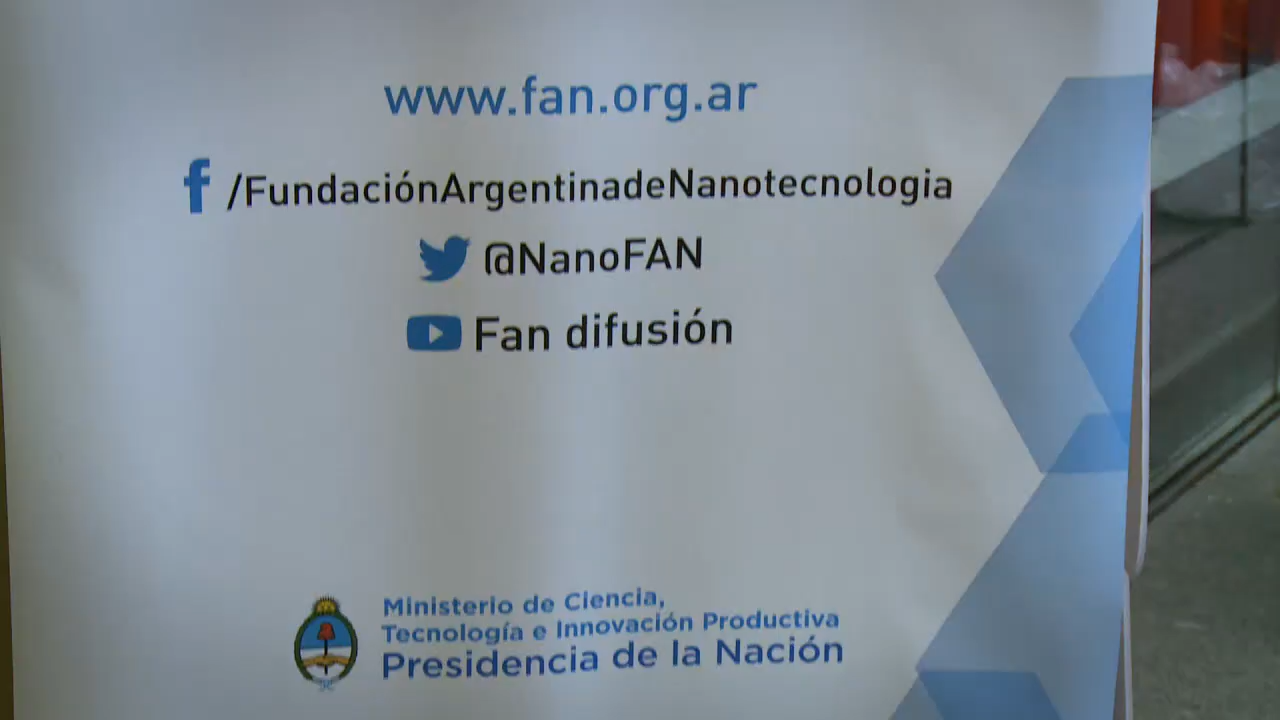 www.fan.org.ar
/FundaciónArgentinadeNanotecnologia
@NanoFAN
Fan difusión
Ministerio de Ciencia,
Tecnología e Innovación Productiva
Presidencia de la Nación